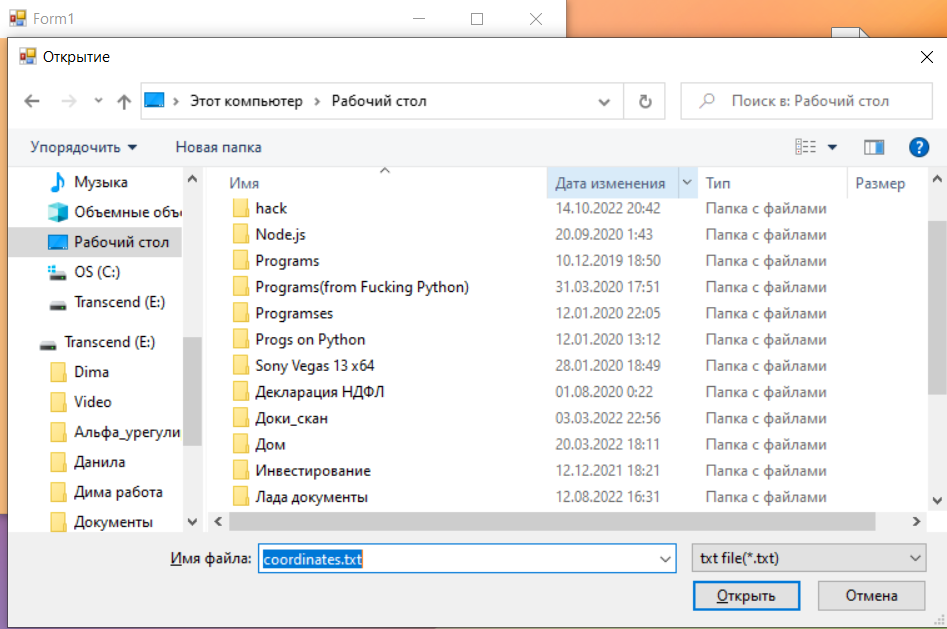 Form1
Открытие
Этот компьютер › Рабочий стол
Поиск в: Рабочий стол
Упорядочить Новая папка
Музыка
Объемные объ
Рабочий стол
OS (C:)
Transcend (E:)
Transcend (E:)
Dima
Video
Альфа_урегули
Данила
Дима работа
Документы
Имя Дата изменения Тип Размер
hack 14.10.2022 20:42 Папка с файлами
Node.js 20.09.2020 1:43 Папка с файлами
Programs 10.12.2019 18:50 Папка с файлами
Programs(from Fucking Python) 31.03.2020 17:51 Папка с файлами
Programses 12.01.2020 22:05 Папка с файлами
Progs on Python 12.01.2020 13:12 Папка с файлами
Sony Vegas 13 x64 28.01.2020 18:49 Папка с файлами
Декларация НДФЛ 01.08.2020 0:22 Папка с файлами
Доки_скан 03.03.2022 22:56 Папка с файлами
Дом 20.03.2022 18:11 Папка с файлами
Инвестирование 12.12.2021 18:21 Папка с файлами
Лада документы 12.08.2022 16:31 Папка с файлами
Имя файла: coordinates.txt txt file(*.txt)
Открыть Отмена